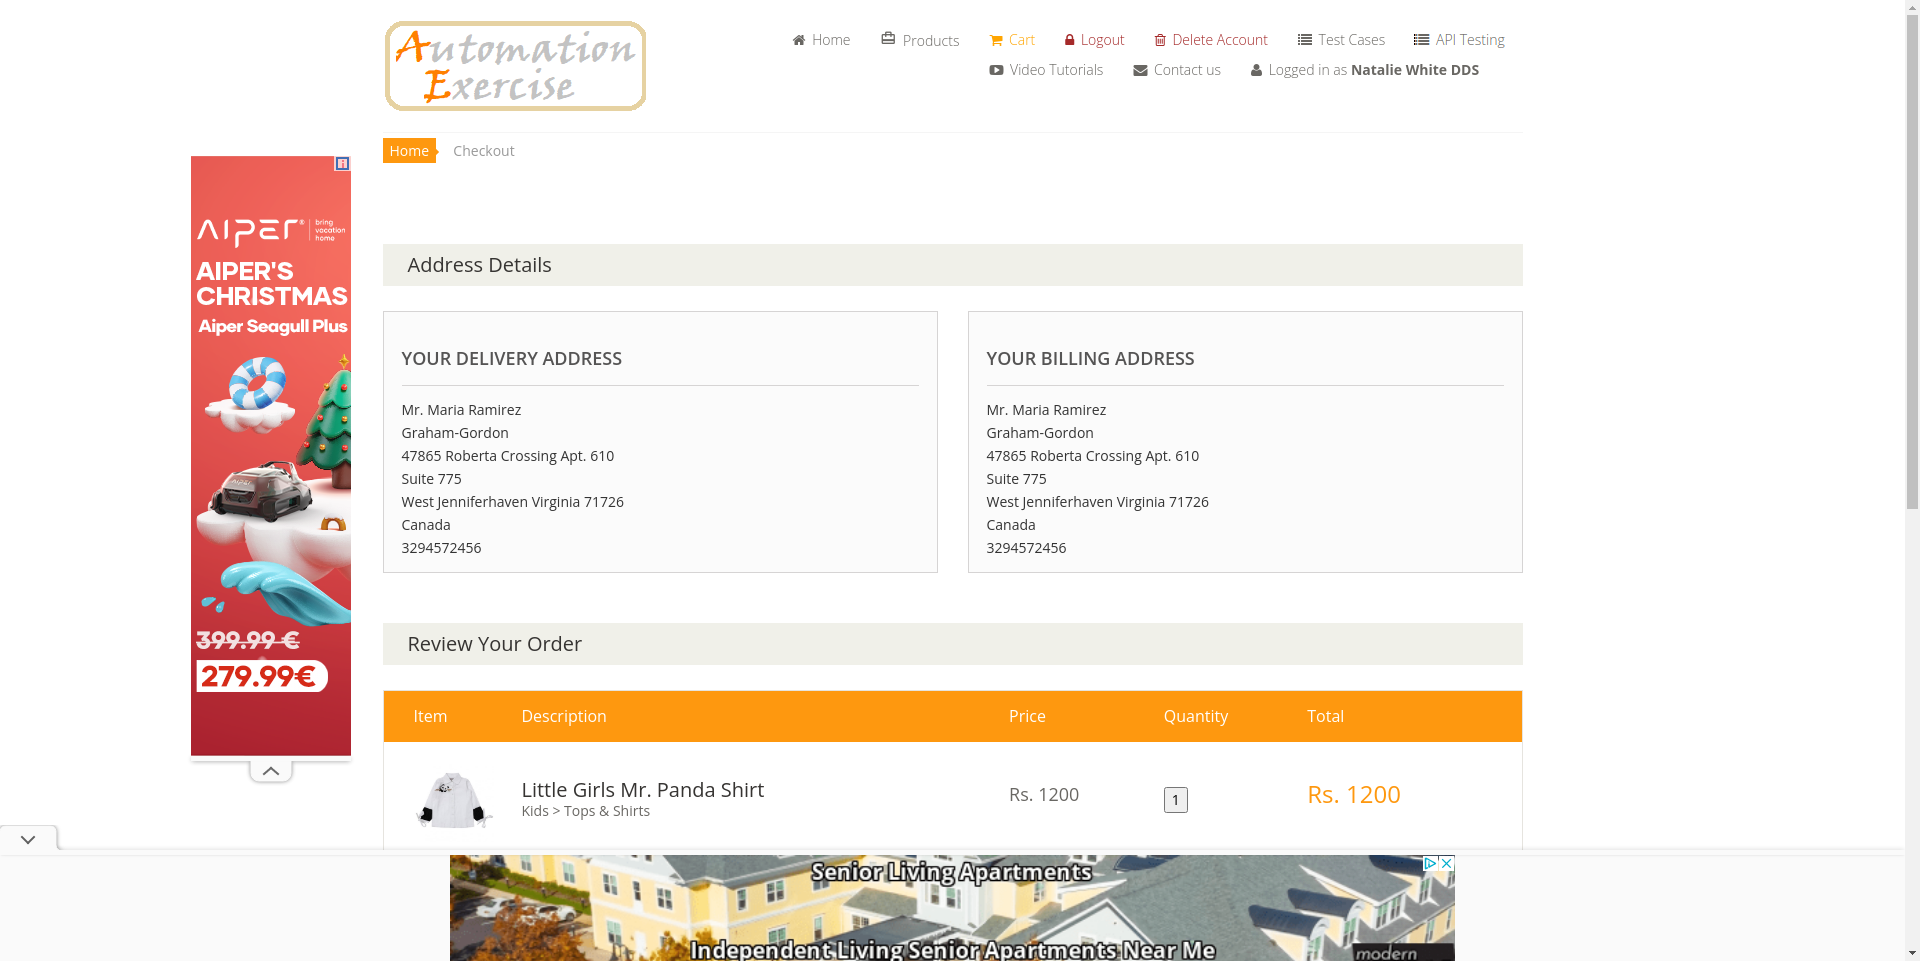 Automation
Exercise
Home
Products
Cart
Logout
Delete Account
Test Cases
API Testing
Video Tutorials
Contact us
Logged in as Natalie White DDS
Home
Checkout
AIPER® bring vacation home
AIPER'S
CHRISTMAS
Aiper Seagull Plus
AIPER
399.99 €
279.99€
Address Details
YOUR DELIVERY ADDRESS
Mr. Maria Ramirez
Graham-Gordon
47865 Roberta Crossing Apt. 610
Suite 775
West Jenniferhaven Virginia 71726
Canada
3294572456
YOUR BILLING ADDRESS
Mr. Maria Ramirez
Graham-Gordon
47865 Roberta Crossing Apt. 610
Suite 775
West Jenniferhaven Virginia 71726
Canada
3294572456
Review Your Order
Item Description Price Quantity Total
Little Girls Mr. Panda Shirt
Kids > Tops & Shirts
Rs. 1200
1
Rs. 1200
Senior Living Apartments
Independent Living Senior Apartments Near Me
modern